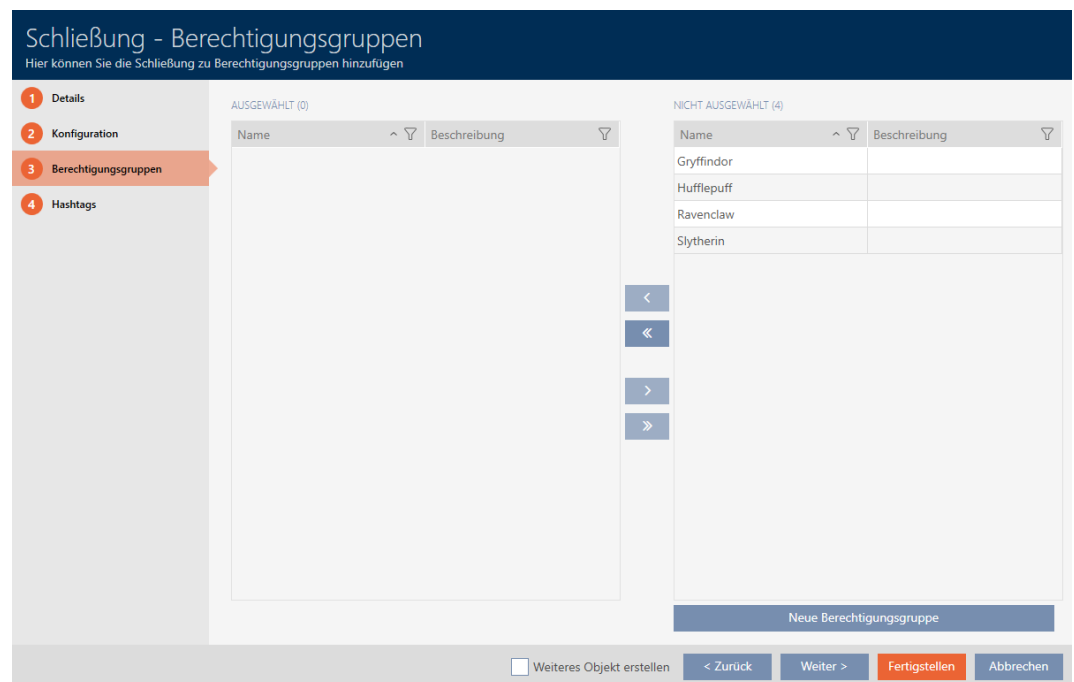 Schließung - Berechtigungsgruppen
Hier können Sie die Schließung zu Berechtigungsgruppen hinzufügen
1 Details
2 Konfiguration
3 Berechtigungsgruppen
4 Hashtags
AUSGEWÄHLT (0)
Name Beschreibung
NICHT AUSGEWÄHLT (4)
Name Beschreibung
Gryffindor
Hufflepuff
Ravenclaw
Slytherin
Neue Berechtigungsgruppe
Weiteres Objekt erstellen < Zurück Weiter > Fertigstellen Abbrechen